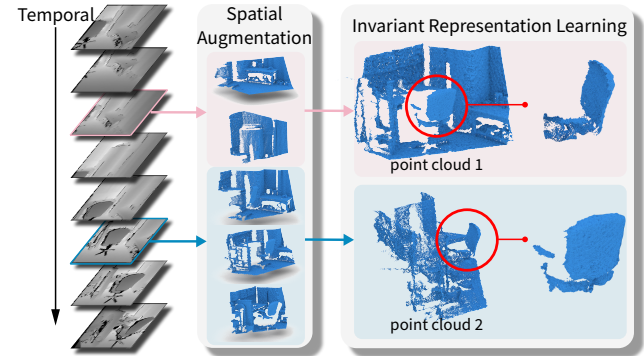 Temporal
Spatial
Augmentation
Invariant Representation Learning
point cloud 1
point cloud 2